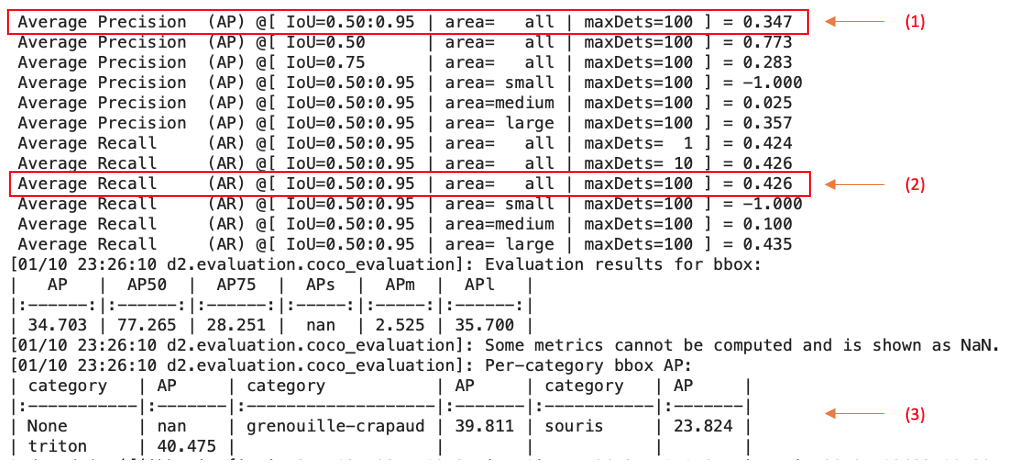 Average Precision  (AP) @[ IoU=0.50:0.95 | area=   all | maxDets=100 ] = 0.347 (1)
Average Precision  (AP) @[ IoU=0.50      | area=   all | maxDets=100 ] = 0.773
Average Precision  (AP) @[ IoU=0.75      | area=   all | maxDets=100 ] = 0.283
Average Precision  (AP) @[ IoU=0.50:0.95 | area= small | maxDets=100 ] = -1.000
Average Precision  (AP) @[ IoU=0.50:0.95 | area=medium | maxDets=100 ] = 0.025
Average Precision  (AP) @[ IoU=0.50:0.95 | area= large | maxDets=100 ] = 0.357
Average Recall     (AR) @[ IoU=0.50:0.95 | area=   all | maxDets=  1 ] = 0.424
Average Recall     (AR) @[ IoU=0.50:0.95 | area=   all | maxDets= 10 ] = 0.426
Average Recall     (AR) @[ IoU=0.50:0.95 | area=   all | maxDets=100 ] = 0.426 (2)
Average Recall     (AR) @[ IoU=0.50:0.95 | area= small | maxDets=100 ] = -1.000
Average Recall     (AR) @[ IoU=0.50:0.95 | area=medium | maxDets=100 ] = 0.100
Average Recall     (AR) @[ IoU=0.50:0.95 | area= large | maxDets=100 ] = 0.435
[01/10 23:26:10 d2.evaluation.coco_evaluation]: Evaluation results for bbox:
|   AP   |  AP50  |  AP75  |  APs  |  APm  |  APl   |
|:------:|:------:|:------:|:-----:|:-----:|:------:|
| 34.703 | 77.265 | 28.251 |  nan  | 2.525 | 35.700 |
[01/10 23:26:10 d2.evaluation.coco_evaluation]: Some metrics cannot be computed and is shown as NaN.
[01/10 23:26:10 d2.evaluation.coco_evaluation]: Per-category bbox AP:
| category   | AP     | category          | AP     | category   | AP     |
|:-----------|:-------|:------------------|:-------|:-----------|:-------|
| None       | nan    | grenouille-crapaud | 39.811 | souris     | 23.824 | (3)
| triton     | 40.475 |                   |        |            |        |